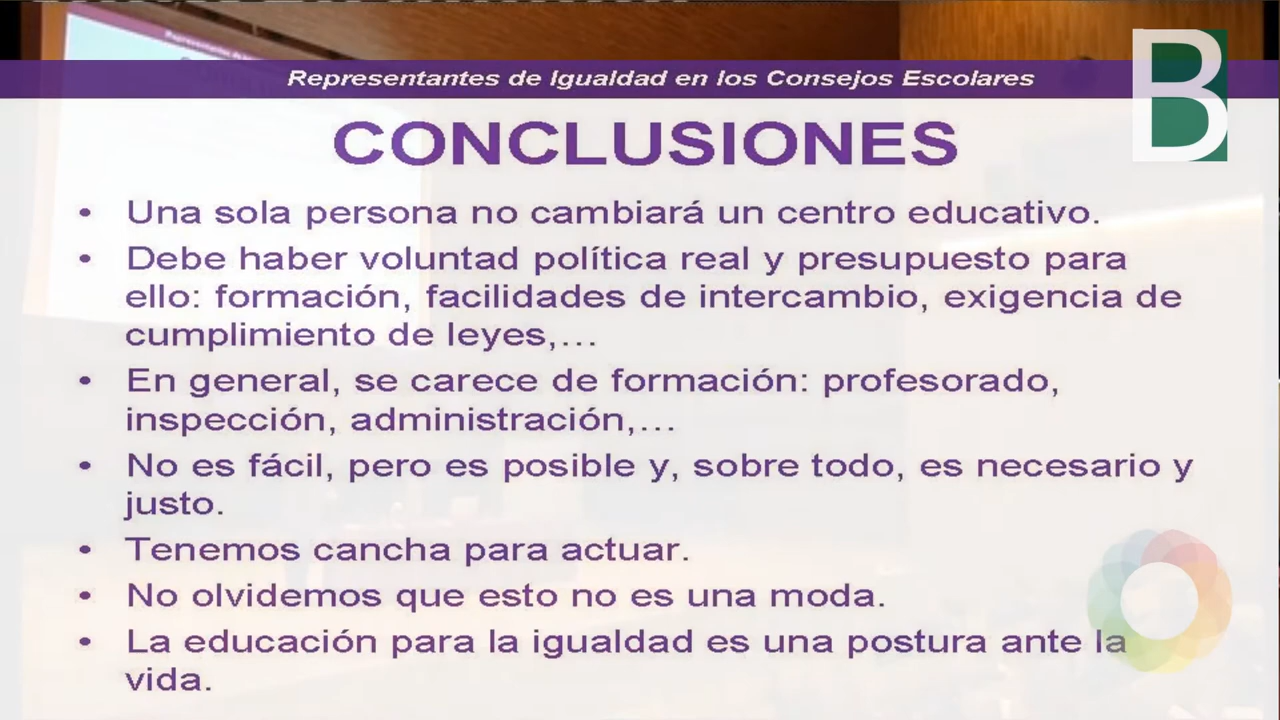 Representantes de Igualdad en los Consejos Escolares
B
CONCLUSIONES
• Una sola persona no cambiará un centro educativo.
• Debe haber voluntad política real y presupuesto para
ello: formación, facilidades de intercambio, exigencia de
cumplimiento de leyes,...
• En general, se carece de formación: profesorado,
inspección, administración,...
• No es fácil, pero es posible y, sobre todo, es necesario y
justo.
• Tenemos cancha para actuar.
• No olvidemos que esto no es una moda.
• La educación para la igualdad es una postura ante la
vida.